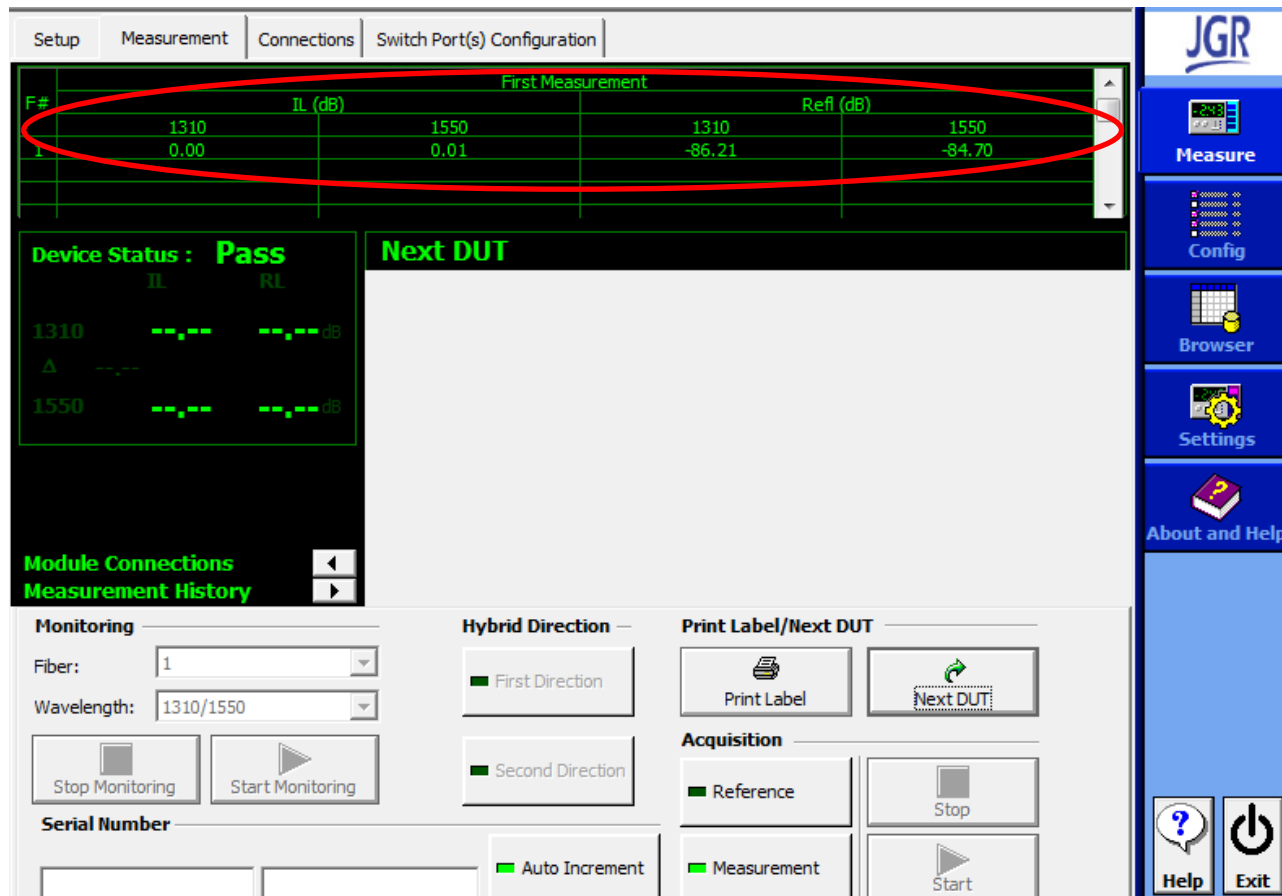 Setup Measurement Connections Switch Port(s) Configuration
First Measurement
F# IL (dB) Refl (dB)
1310 1550 1310 1550
1 0.00 0.01 -86.21 -84.70
Device Status : Pass
IL RL
1310 --.-- --.-- dB
Δ --.--
1550 --.-- --.-- dB
Next DUT
Module Connections
Measurement History
Monitoring
Fiber: 1
Wavelength: 1310/1550
Stop Monitoring Start Monitoring
Hybrid Direction
First Direction
Second Direction
Print Label/Next DUT
Print Label Next DUT
Acquisition
Reference Stop
Measurement Start
Serial Number
Auto Increment
JGR
-2.43
Measure
Config
Browser
Settings
About and Help
Help Exit